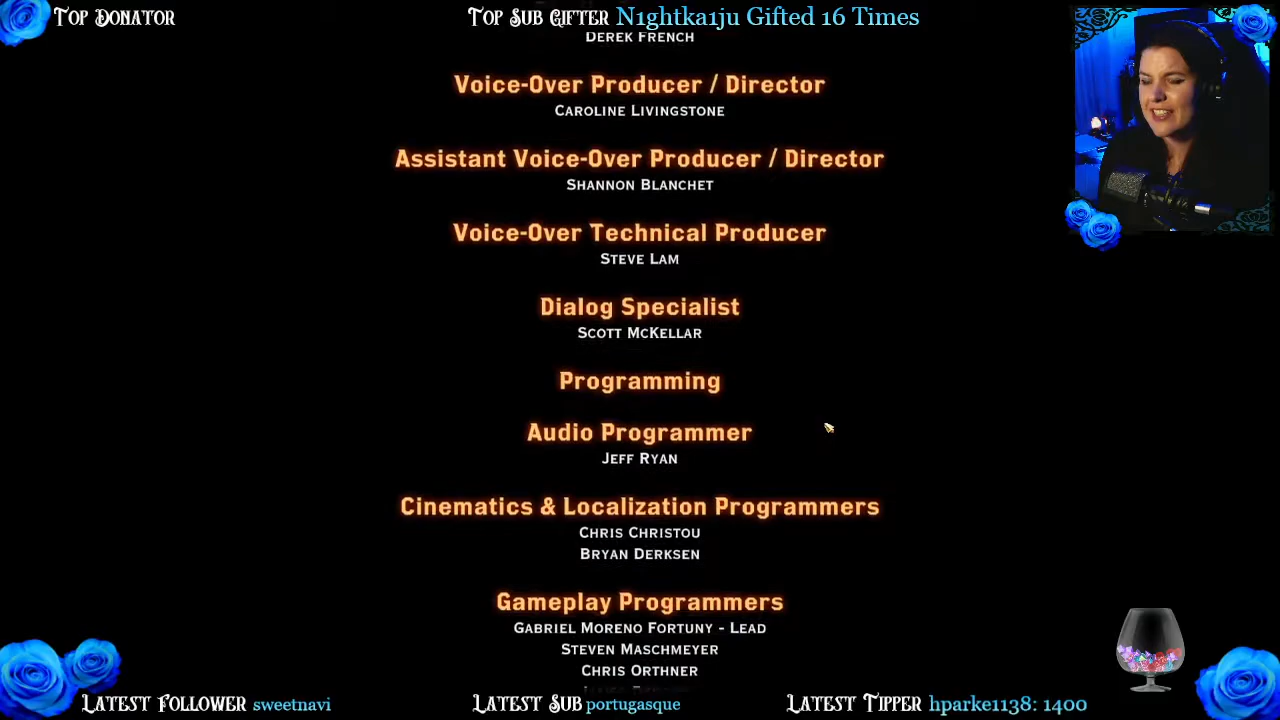 Top Donator
Top Sub Gifter N1ghtka1ju Gifted 16 Times
Derek French
Voice-Over Producer / Director
Caroline Livingstone
Assistant Voice-Over Producer / Director
Shannon Blanchet
Voice-Over Technical Producer
Steve Lam
Dialog Specialist
Scott McKellar
Programming
Audio Programmer
Jeff Ryan
Cinematics & Localization Programmers
Chris Christou
Bryan Derksen
Gameplay Programmers
Gabriel Moreno Fortuny - Lead
Steven Maschmeyer
Chris Orthner
Latest Follower sweetnavi
Latest Sub portugasque
Latest Tipper hparke1138: 1400